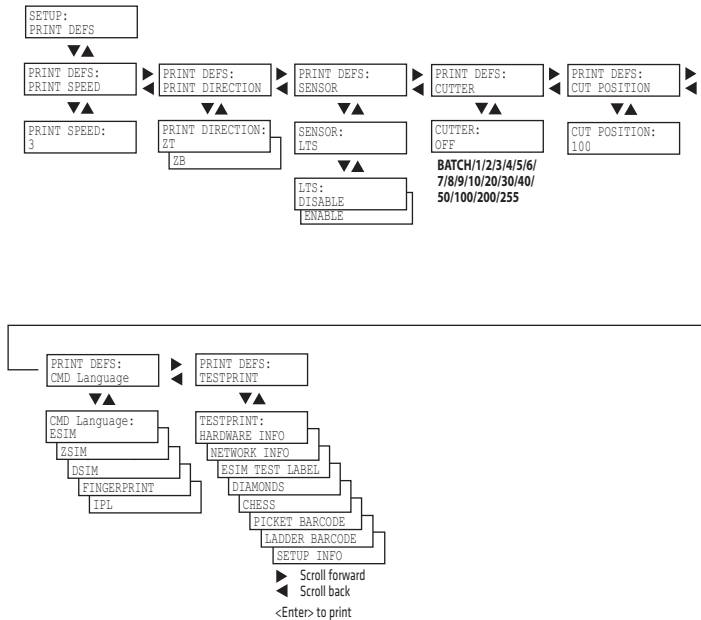 SETUP:
PRINT DEFS
PRINT DEFS:
PRINT SPEED
PRINT DEFS:
PRINT DIRECTION
PRINT DEFS:
SENSOR
PRINT DEFS:
CUTTER
PRINT DEFS:
CUT POSITION
PRINT SPEED:
3
PRINT DIRECTION:
ZT
ZB
SENSOR:
LTS
LTS:
DISABLE
ENABLE
CUTTER:
OFF
BATCH/1/2/3/4/5/6/
7/8/9/10/20/30/40/
50/100/200/255
CUT POSITION:
100
PRINT DEFS:
CMD Language
PRINT DEFS:
TESTPRINT
CMD Language:
ESIM
ZSIM
DSIM
FINGERPRINT
IPL
TESTPRINT:
HARDWARE INFO
NETWORK INFO
ESIM TEST LABEL
DIAMONDS
CHESS
PICKET BARCODE
LADDER BARCODE
SETUP INFO
Scroll forward
Scroll back
<Enter> to print